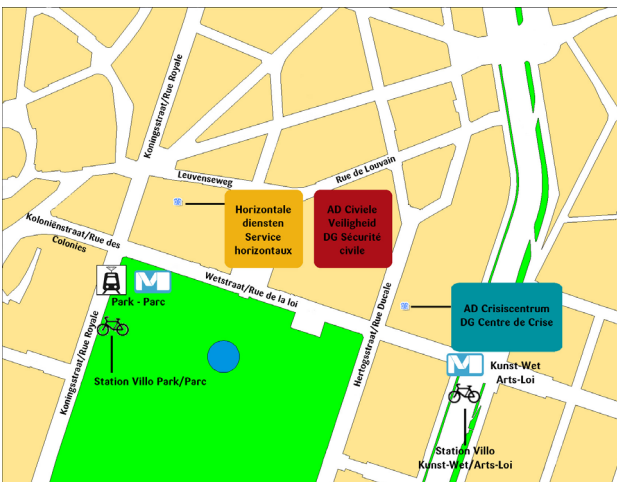 Koningsstraat/Rue Royale
Leuvenseweg
Rue de Louvain
Horizontale
diensten
Service
horizontaux
AD Civiele
Veiligheid
DG Sécurité
civile
Koloniënstraat/Rue des
Colonics
Wetstraat/Rue de la loi
M
Park - Parc
Hertogsstraat/Rue Ducale
AD Crisiscentrum
DG Centre de Crise
Koningsstraat/Rue Royale
Station Villo Park/Parc
M
Kunst-Wet
Arts-Loi
Station Villo
Kunst-Wet/Arts-Loi